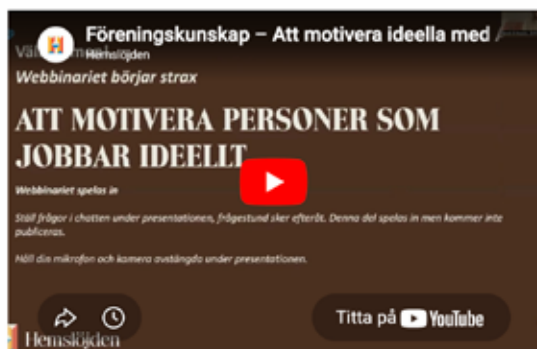 Föreningskunskap – Att motivera ideella med
Hemslöjden
Webbinariet börjar strax
ATT MOTIVERA PERSONER SOM
JOBBAR IDEELLT
Webbinariet spelas in
Ställ frågor i chatten under presentationen, frågestund sker efteråt. Denna del spelas in men kommer inte
publiceras.
Håll din mikrofon och kamera avstängda under presentationen.
Titta på YouTube
Hemslöjden